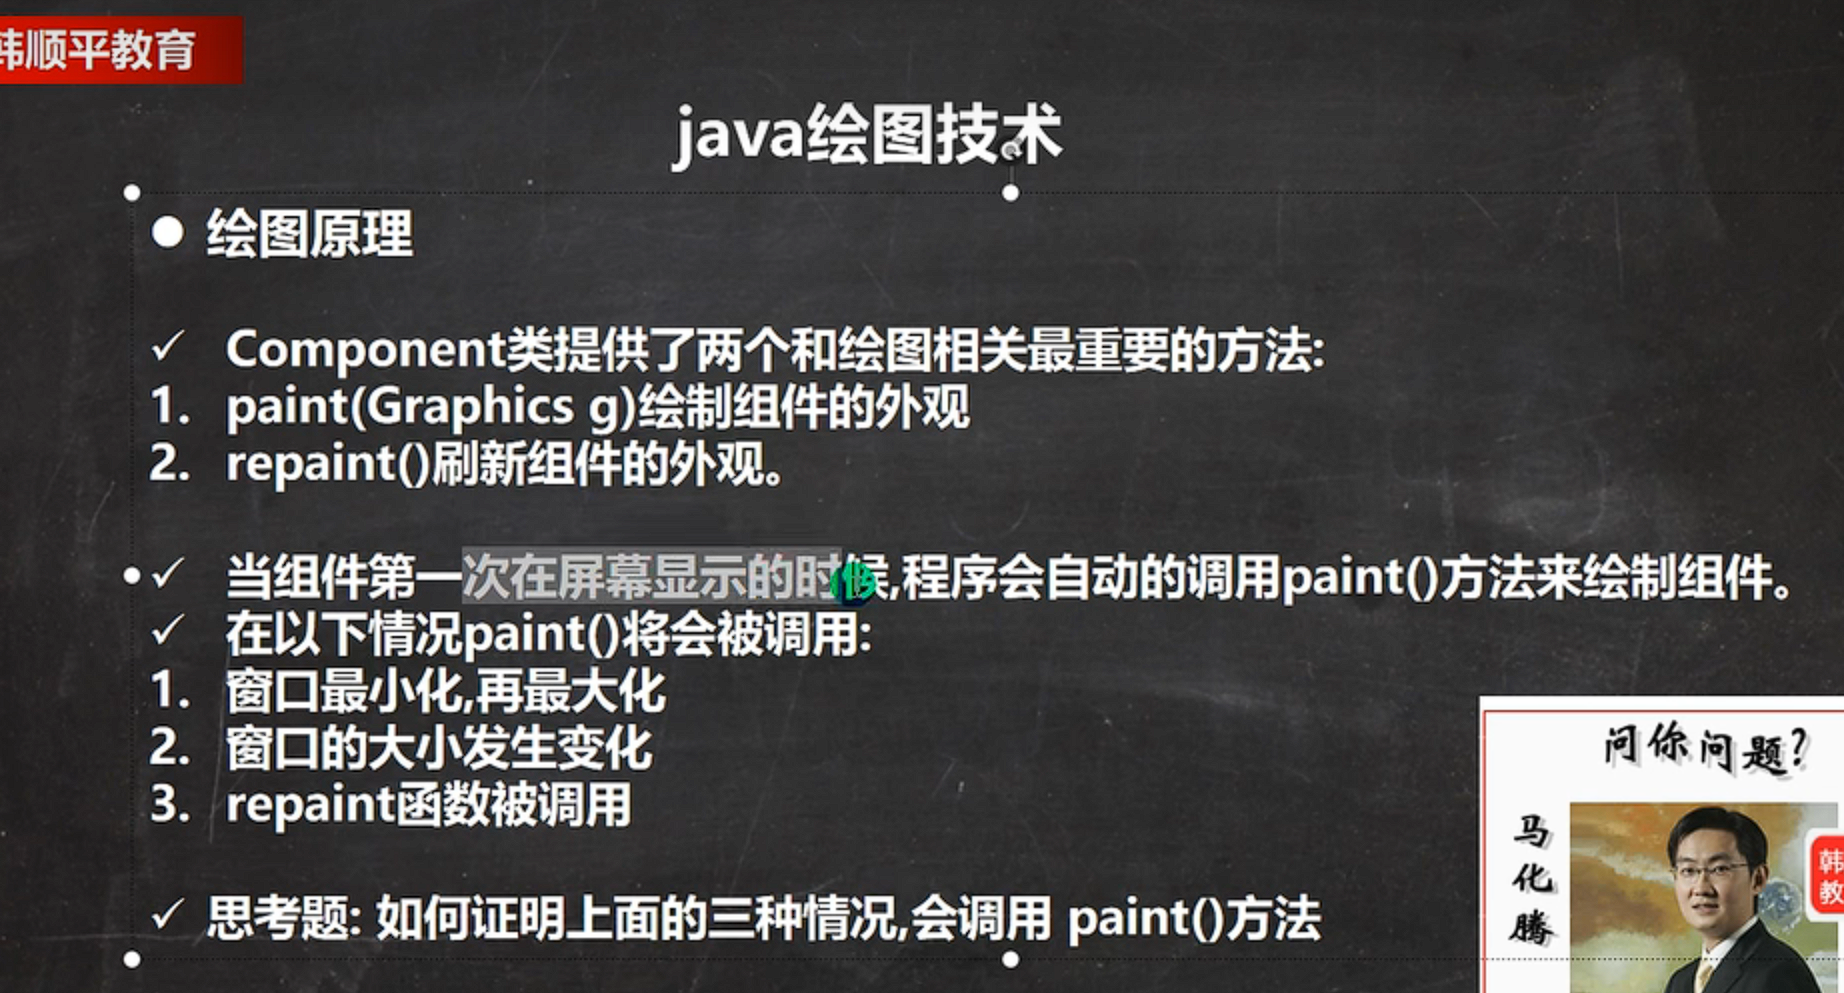 韩顺平教育
java绘图技术
绘图原理
Component类提供了两个和绘图相关最重要的方法:
1. paint(Graphics g)绘制组件的外观
2. repaint()刷新组件的外观。
当组件第一次在屏幕显示的时候,程序会自动的调用paint()方法来绘制组件。
在以下情况paint()将会被调用:
1. 窗口最小化,再最大化
2. 窗口的大小发生变化
3. repaint函数被调用
思考题: 如何证明上面的三种情况,会调用 paint()方法
问你问题?
马化腾
韩
教